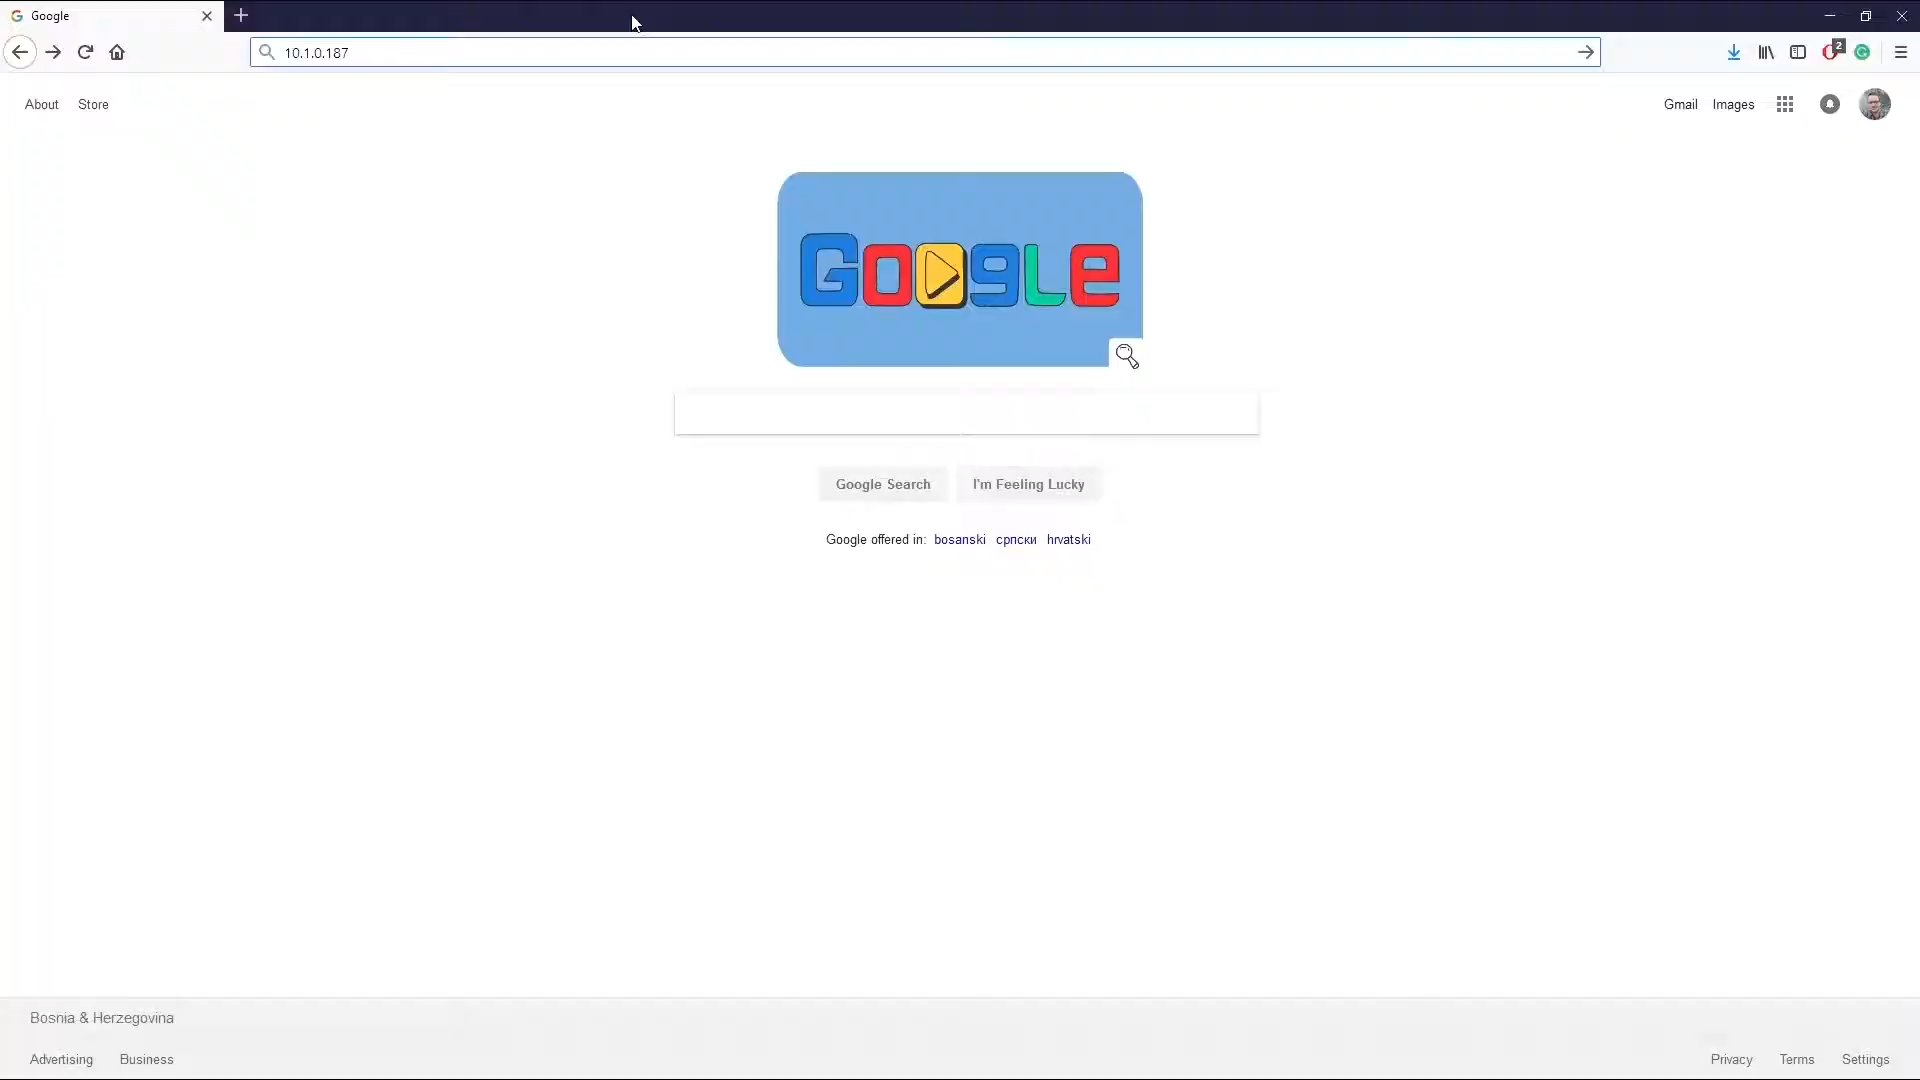 Google
10.1.0.187
2
About Store
Gmail Images
Google
Google Search I'm Feeling Lucky
Google offered in: bosanski српски hrvatski
Bosnia & Herzegovina
Advertising Business
Privacy Terms Settings